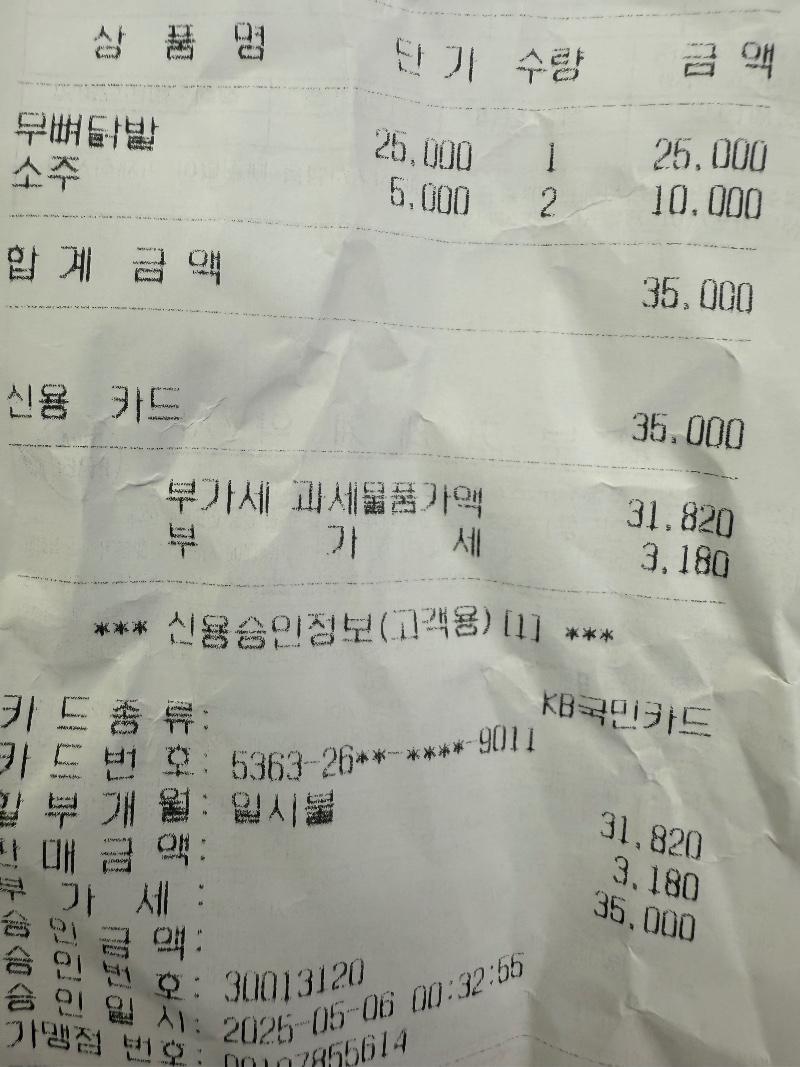 상 품 명 단 가 수량 금 액
무뼈닭발 25,000 1 25,000
소주 5,000 2 10,000
합 계 금 액 35,000
신용 카드 35,000
부가세 과세물품가액 31,820
부 가 세 3,180
*** 신용승인정보(고객용)[1] ***
카 드 종 류: KB국민카드
카 드 번 호: 5363-26**-****-9011
할 부 개 월: 일시불
판 매 금 액: 31,820
부 가 세 : 3,180
승 인 금 액: 35,000
승 인 번 호: 30013120
승 인 일 시: 2025-05-06 00:32:55
가맹점 번호: